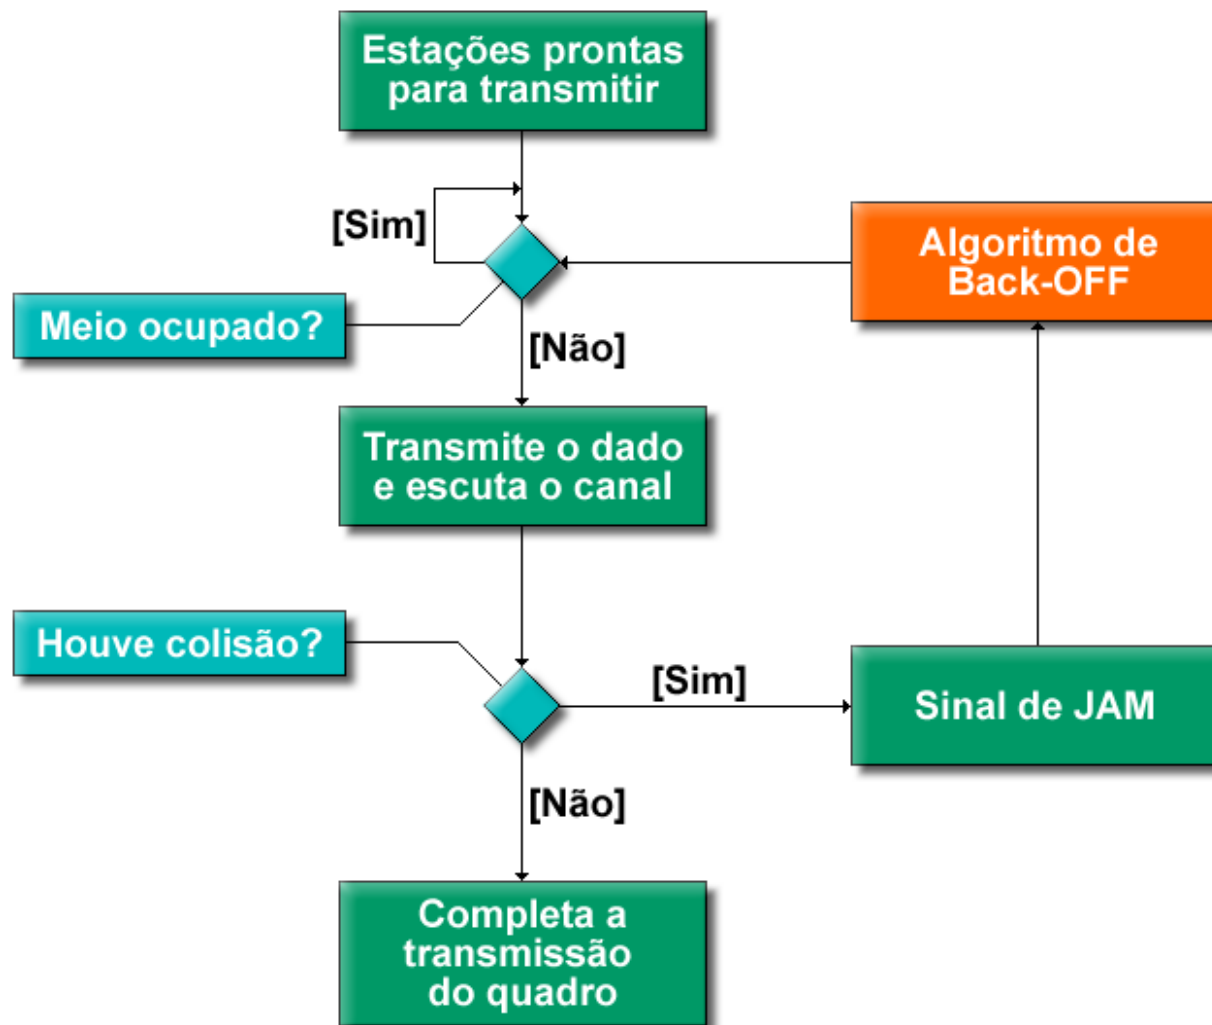 Estações prontas
para transmitir
[Sim]
Algoritmo de
Back-OFF
Meio ocupado?
[Não]
Transmite o dado
e escuta o canal
Houve colisão?
[Sim]
Sinal de JAM
[Não]
Completa a
transmissão
do quadro